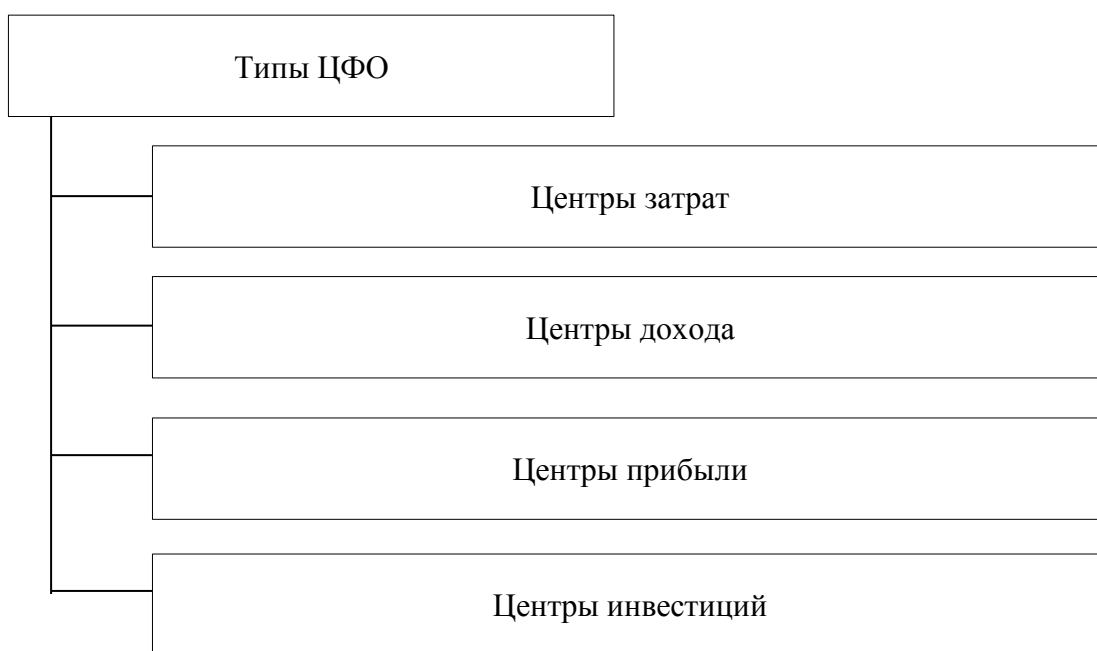 Типы ЦФО
Центры затрат
Центры дохода
Центры прибыли
Центры инвестиций